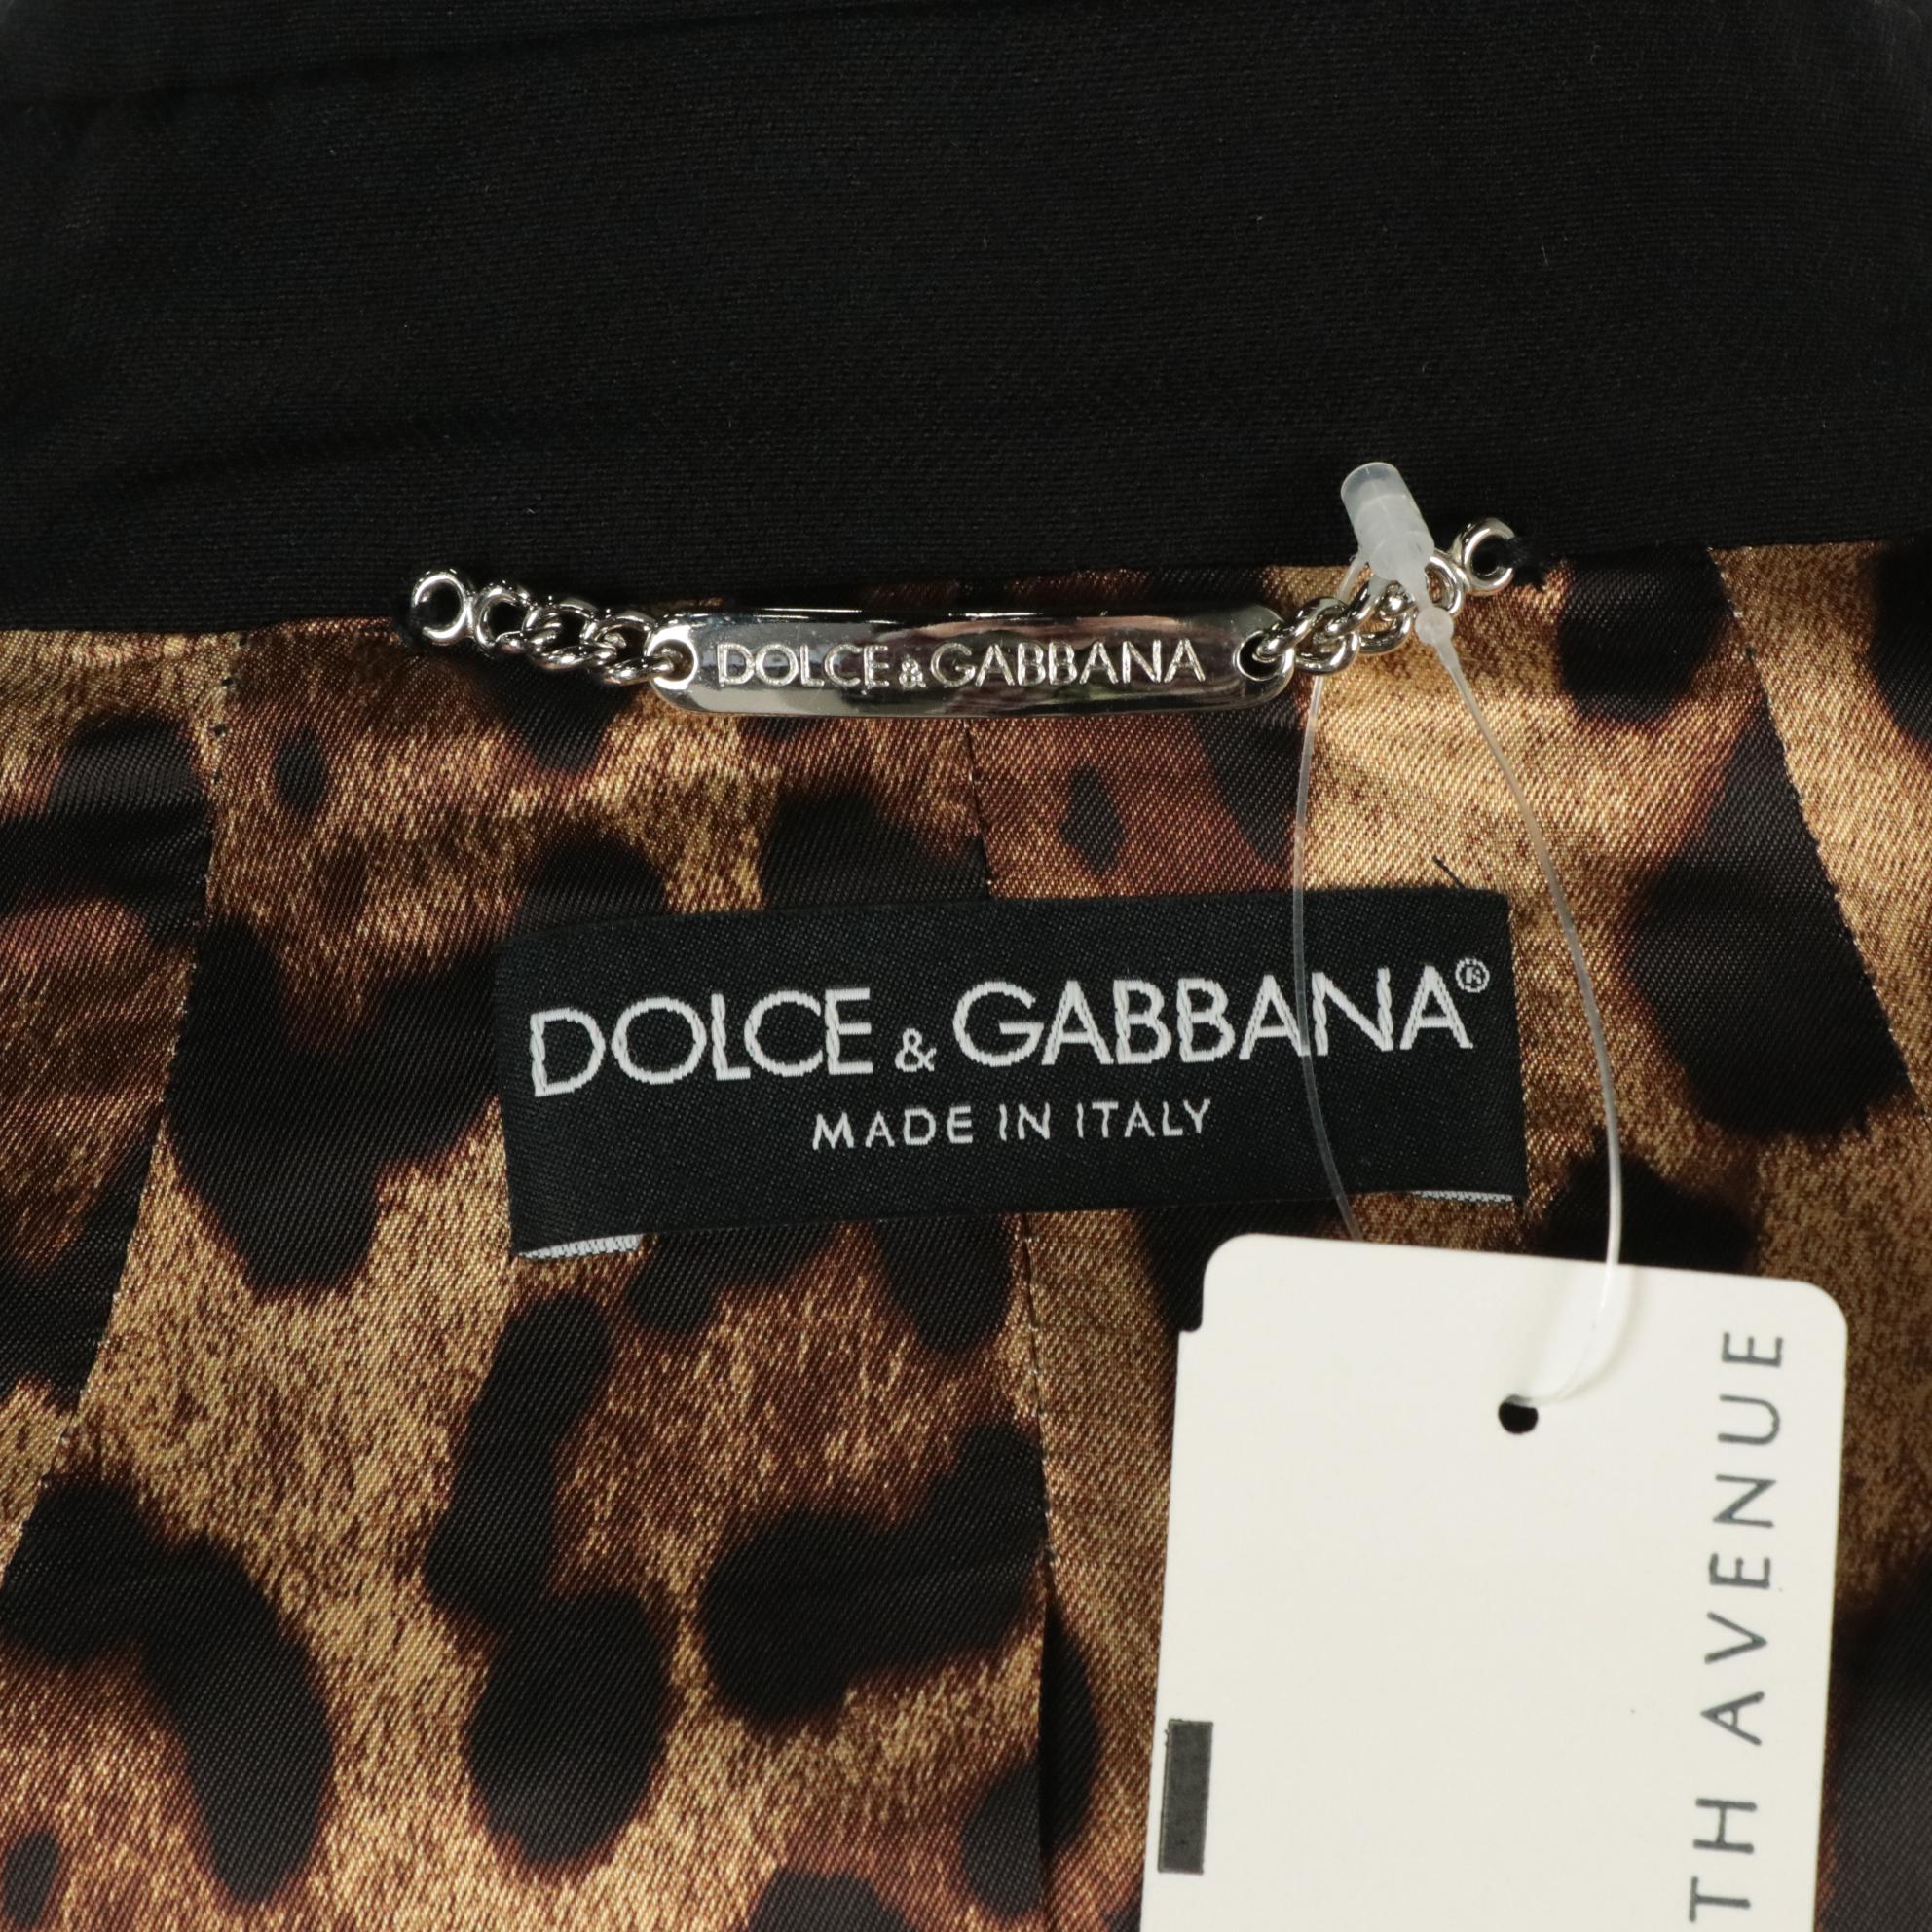 DOLCE & GABBANA
DOLCE & GABBANA®
MADE IN ITALY
TH AVENUE